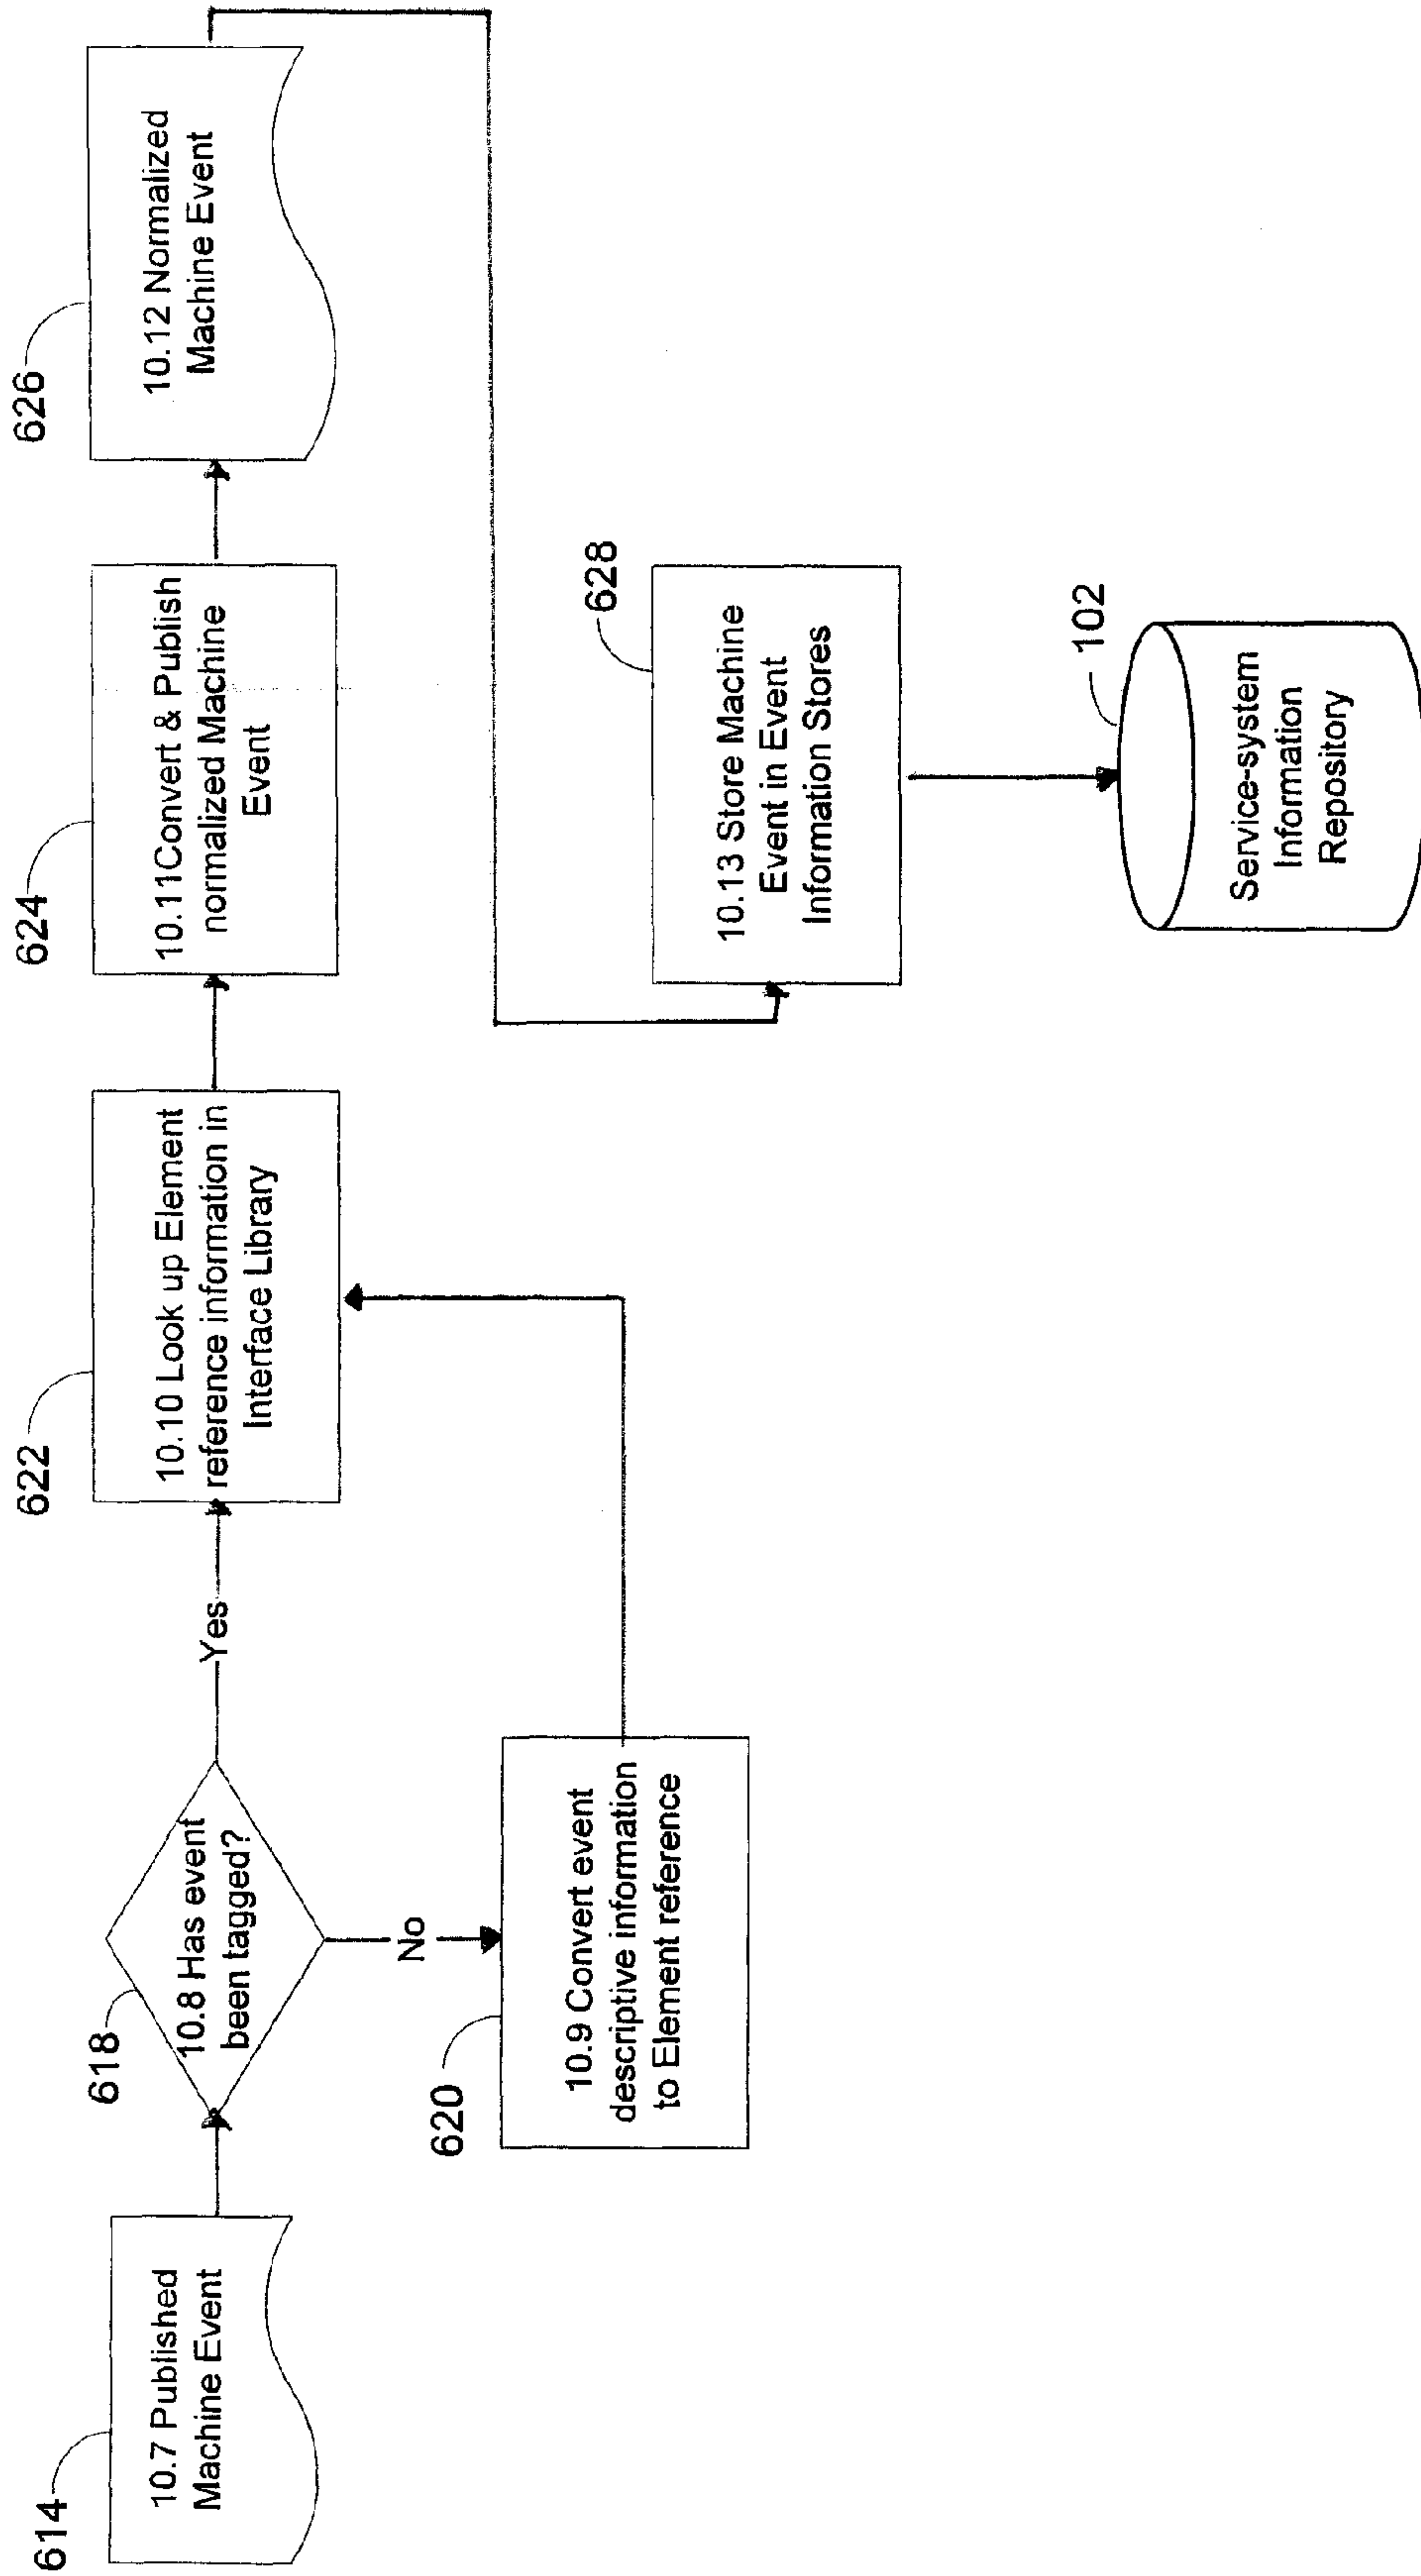 614
10.7 Published
Machine Event
618
10.8 Has event
been tagged?
Yes
No
620
10.9 Convert event
descriptive information
to Element reference
622
10.10 Look up Element
reference information in
Interface Library
624
10.11Convert & Publish
normalized Machine
Event
626
10.12 Normalized
Machine Event
628
10.13 Store Machine
Event in Event
Information Stores
102
Service-system
Information
Repository